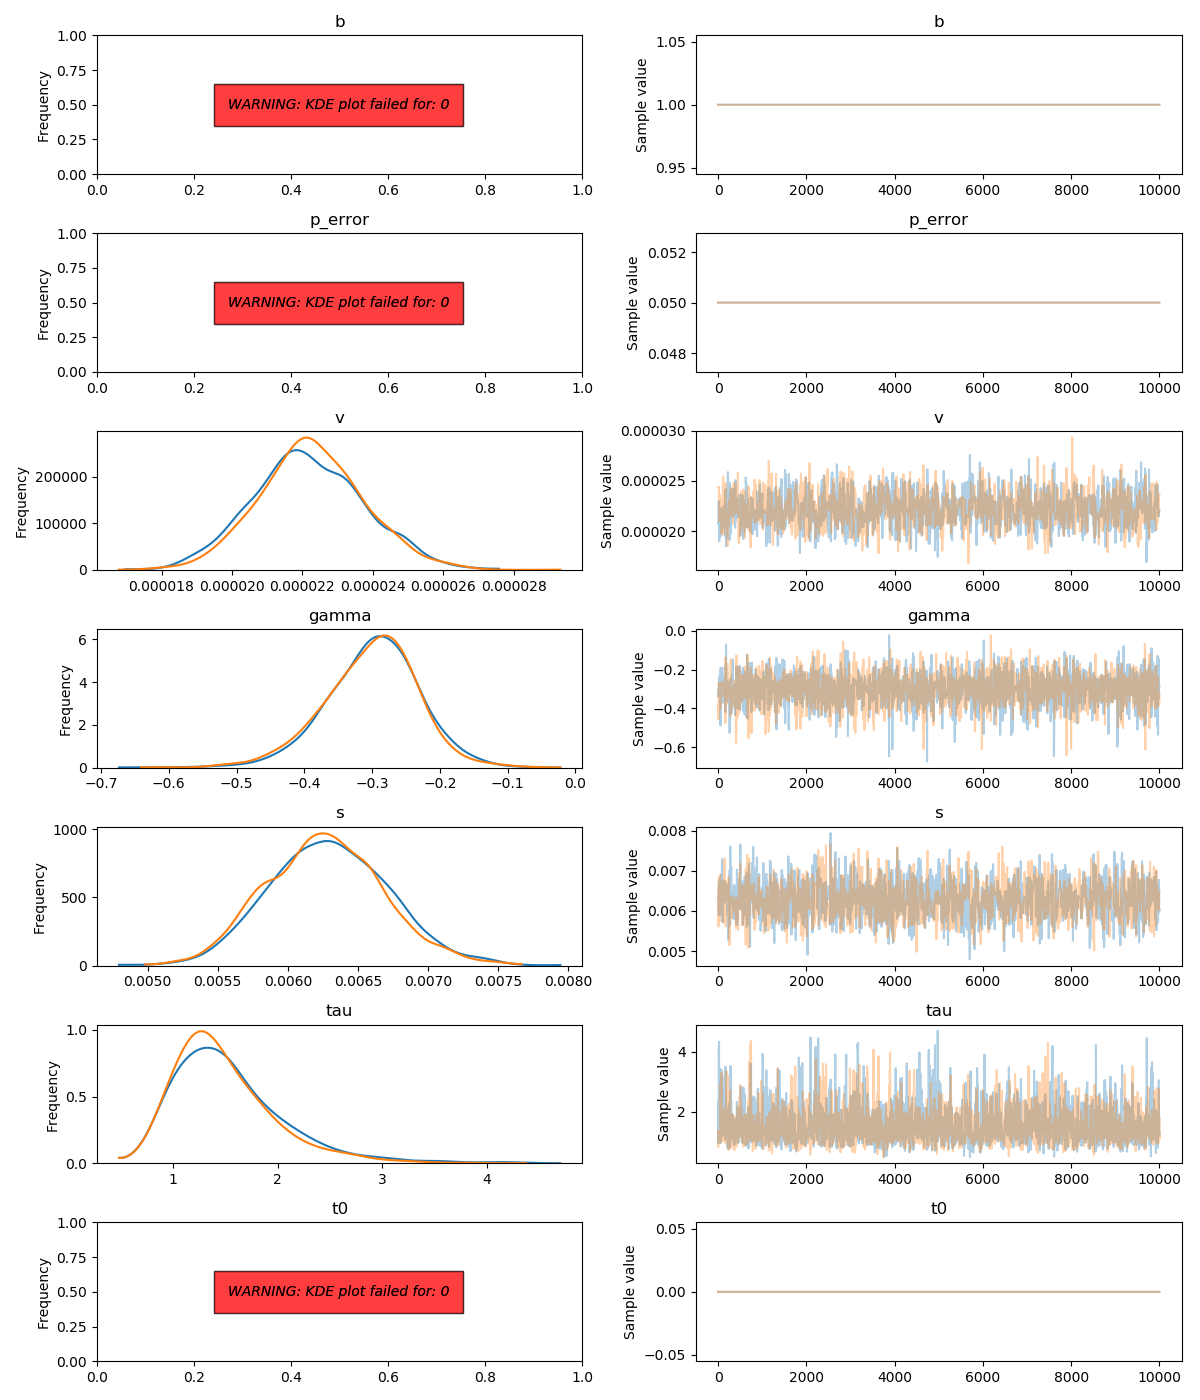 b
1.00
0.75
0.50
0.25
0.00
Frequency
WARNING: KDE plot failed for: 0
0.0 0.2 0.4 0.6 0.8 1.0
b
1.05
1.00
0.95
Sample value
0 2000 4000 6000 8000 10000
p_error
1.00
0.75
0.50
0.25
0.00
Frequency
WARNING: KDE plot failed for: 0
0.0 0.2 0.4 0.6 0.8 1.0
p_error
0.052
0.050
0.048
Sample value
0 2000 4000 6000 8000 10000
v
200000
100000
0
Frequency
0.000018 0.000020 0.000022 0.000024 0.000026 0.000028
v
0.000030
0.000025
0.000020
Sample value
0 2000 4000 6000 8000 10000
gamma
6
4
2
0
Frequency
−0.7 −0.6 −0.5 −0.4 −0.3 −0.2 −0.1 0.0
gamma
0.0
−0.2
−0.4
−0.6
Sample value
0 2000 4000 6000 8000 10000
s
1000
500
0
Frequency
0.0050 0.0055 0.0060 0.0065 0.0070 0.0075 0.0080
s
0.008
0.007
0.006
0.005
Sample value
0 2000 4000 6000 8000 10000
tau
1.0
0.5
0.0
Frequency
1 2 3 4
tau
4
2
Sample value
0 2000 4000 6000 8000 10000
t0
1.00
0.75
0.50
0.25
0.00
Frequency
WARNING: KDE plot failed for: 0
0.0 0.2 0.4 0.6 0.8 1.0
t0
0.05
0.00
−0.05
Sample value
0 2000 4000 6000 8000 10000